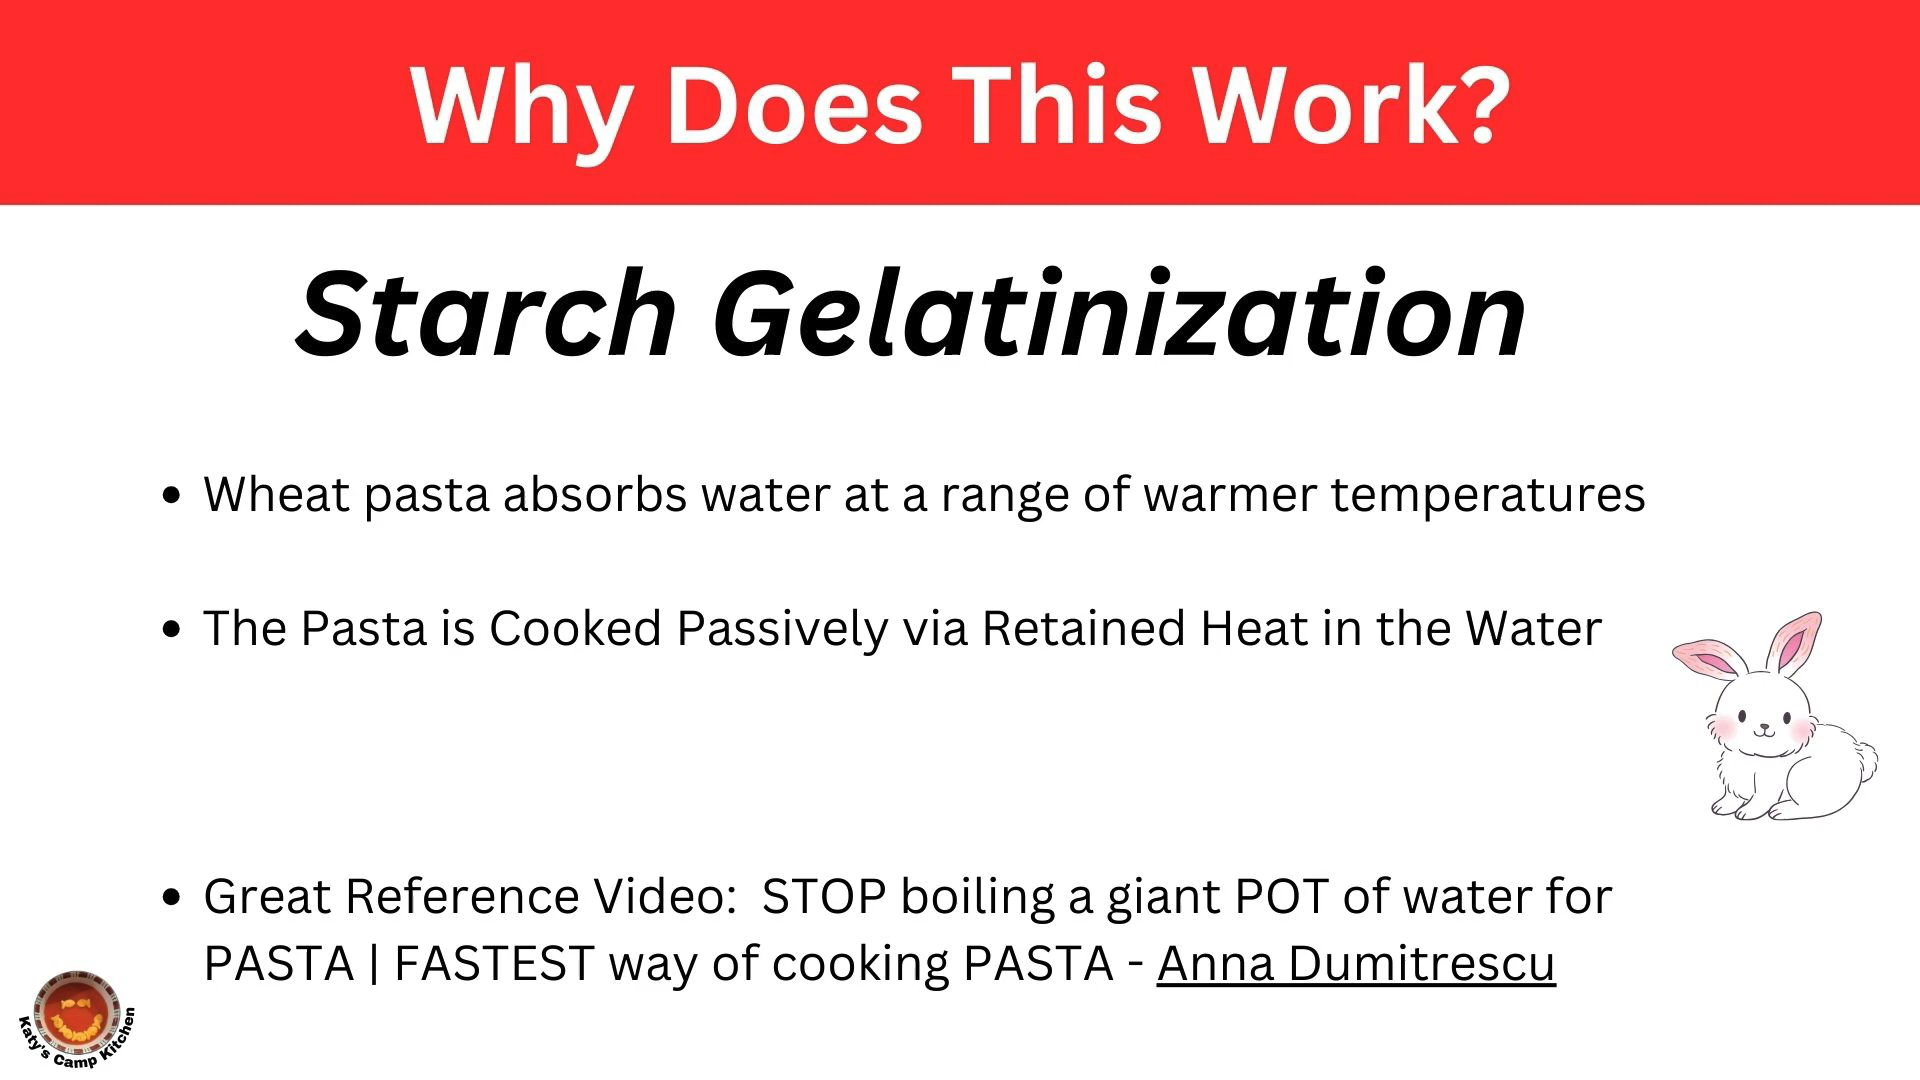 Why Does This Work?
Starch Gelatinization
• Wheat pasta absorbs water at a range of warmer temperatures
• The Pasta is Cooked Passively via Retained Heat in the Water
• Great Reference Video:  STOP boiling a giant POT of water for
PASTA | FASTEST way of cooking PASTA - Anna Dumitrescu
Katy's Camp Kitchen